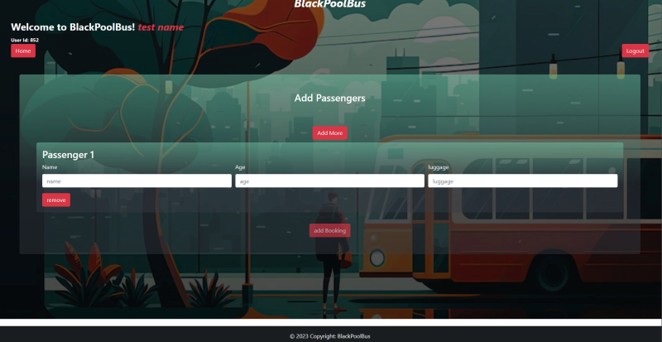 BlackPoolBus
Welcome to BlackPoolBus! test name
User Id: 852
Home
Logout
Add Passengers
Add More
Passenger 1
Name Age luggage
name age luggage
remove
add Booking
© 2023 Copyright: BlackPoolBus